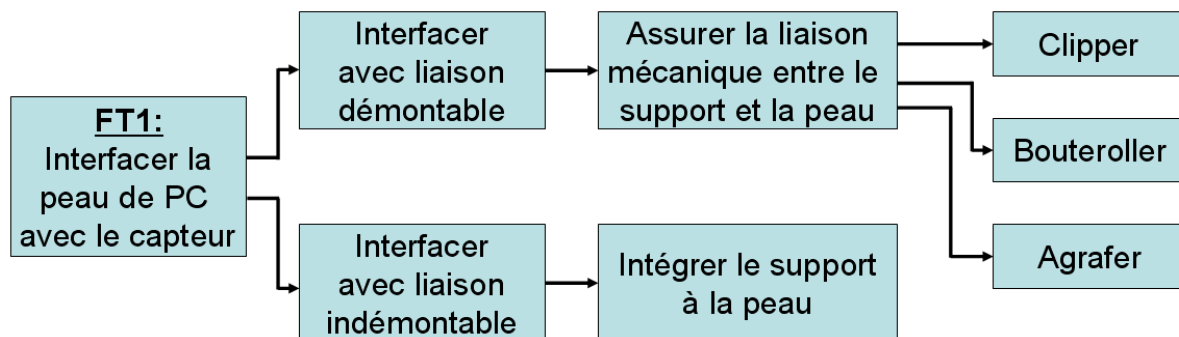 FT1:
Interfacer la
peau de PC
avec le capteur
Interfacer
avec liaison
démontable
Assurer la liaison
mécanique entre le
support et la peau
Clipper
Bouteroller
Agrafer
Interfacer
avec liaison
indémontable
Intégrer le support
à la peau